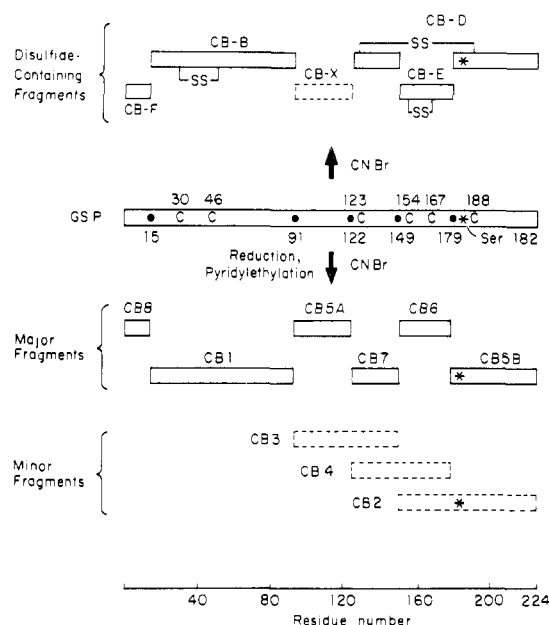 CB-D
Disulfide-
Containing
Fragments
CB-B
SS
SS
*
CB-F
CB-X
CB-E
SS
CNBr
30 46 123 154 167 188
GSP
C C C C C * C
15 91 122 149 179 Ser 182
Reduction,
Pyridylethylation
CNBr
CB8 CB5A CB6
Major
Fragments
CB1 CB7 CB5B
*
CB3
Minor
Fragments
CB4
CB2
*
40 80 120 160 200 224
Residue number